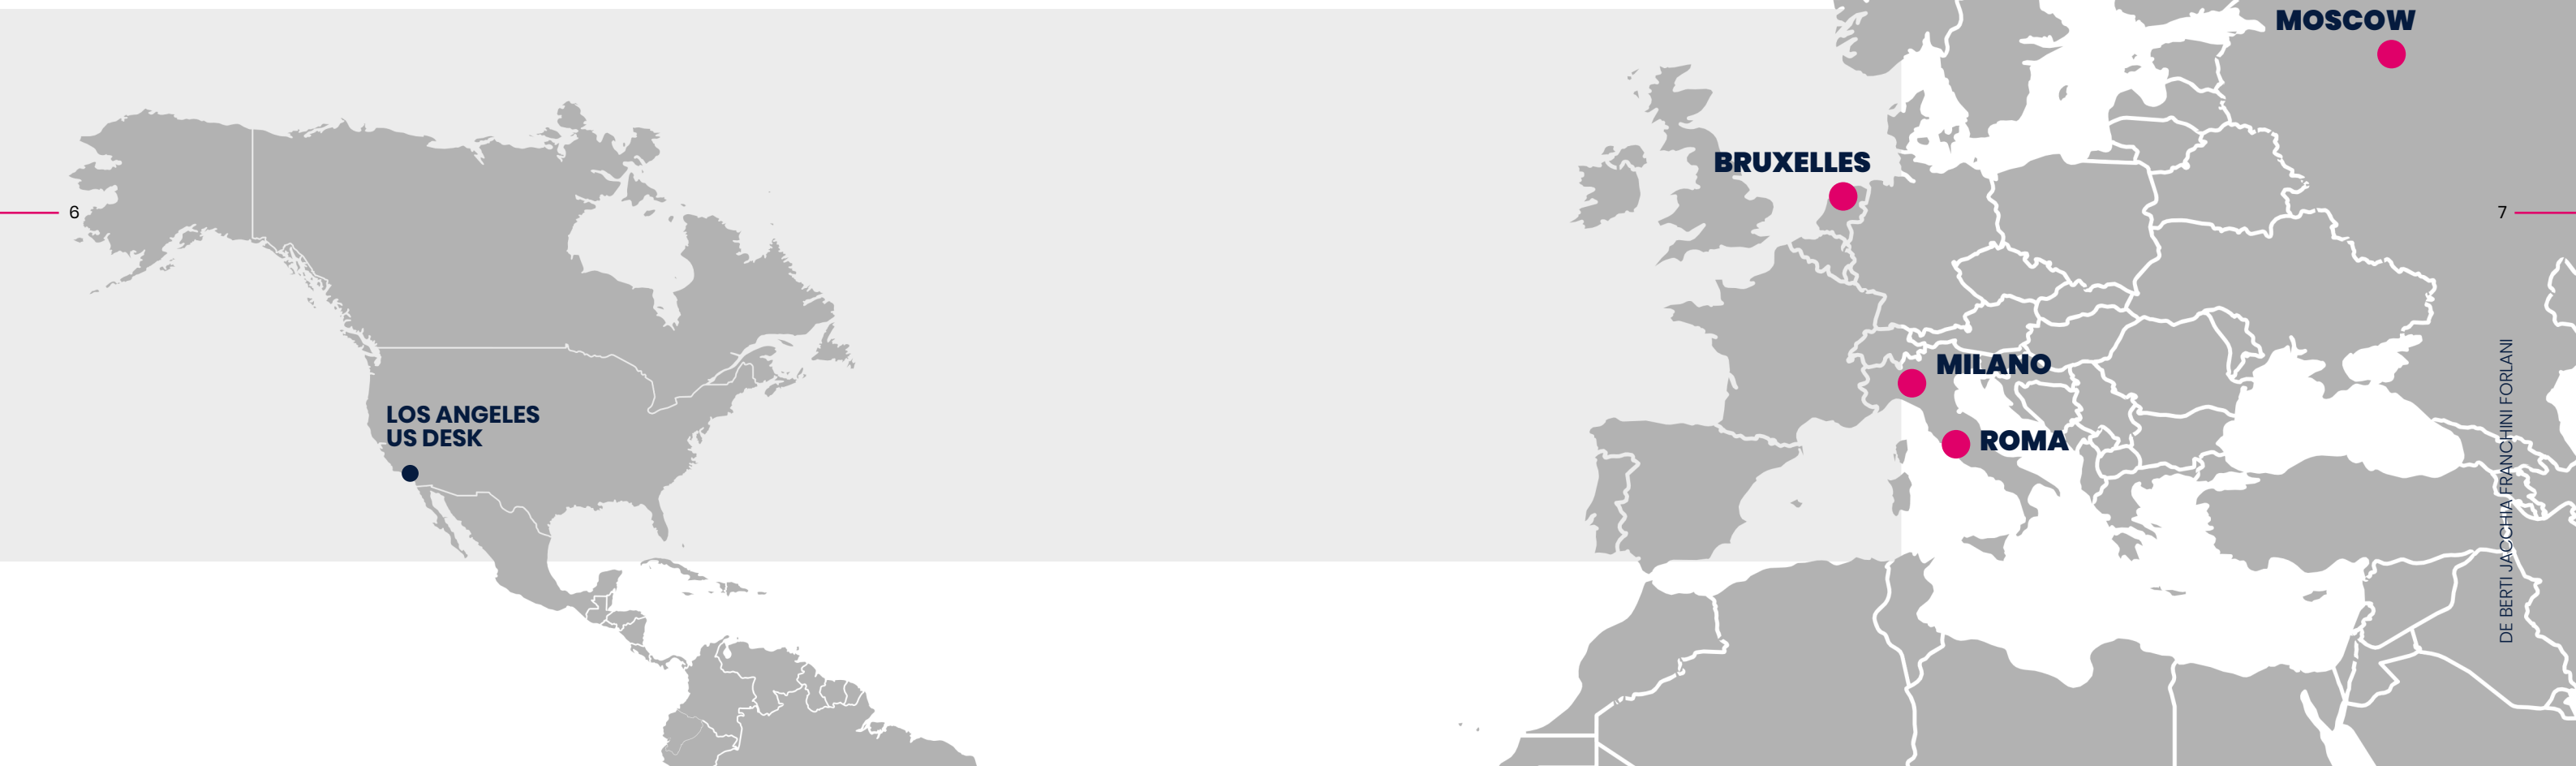 MOSCOW
BRUXELLES
6
7
MILANO
LOS ANGELES
US DESK
ROMA
DE BERTI JACCHIA FRANCHINI FORLANI